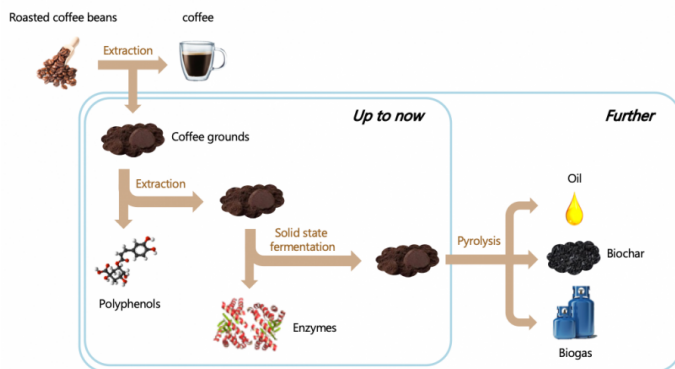 Roasted coffee beans
coffee
Extraction
Up to now
Further
Coffee grounds
Extraction
Oil
Solid state
fermentation
Pyrolysis
Biochar
Polyphenols
Enzymes
Biogas